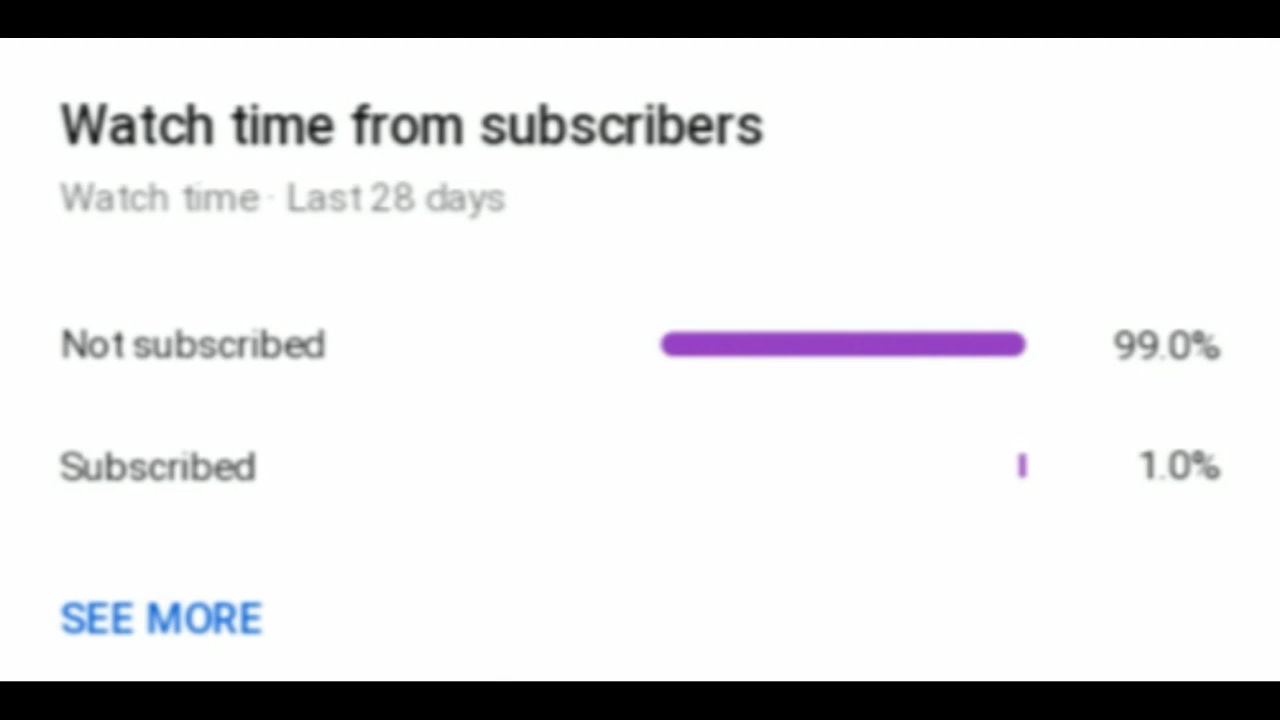 Watch time from subscribers
Watch time · Last 28 days
Not subscribed 99.0%
Subscribed 1.0%
SEE MORE